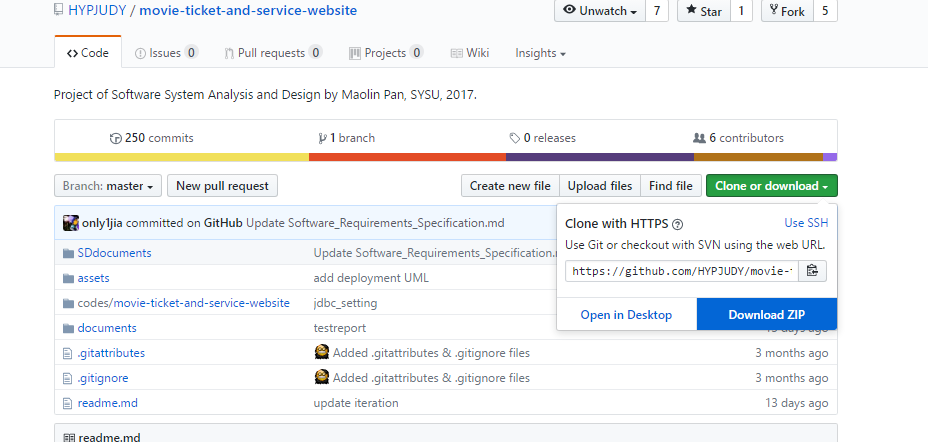 HYPJUDY / movie-ticket-and-service-website
Unwatch 7 Star 1 Fork 5
Code Issues 0 Pull requests 0 Projects 0 Wiki Insights
Project of Software System Analysis and Design by Maolin Pan, SYSU, 2017.
250 commits 1 branch 0 releases 6 contributors
Branch: master New pull request Create new file Upload files Find file Clone or download
only1jia committed on GitHub Update Software_Requirements_Specification.md
Clone with HTTPS Use SSH
Use Git or checkout with SVN using the web URL.
https://github.com/HYPJUDY/movie-
Open in Desktop Download ZIP
SDdocuments Update Software_Requirements_Specification.
assets add deployment UML
codes/movie-ticket-and-service-website jdbc_setting
documents testreport 13 days ago
.gitattributes Added .gitattributes & .gitignore files 3 months ago
.gitignore Added .gitattributes & .gitignore files 3 months ago
readme.md update iteration 13 days ago
readme.md